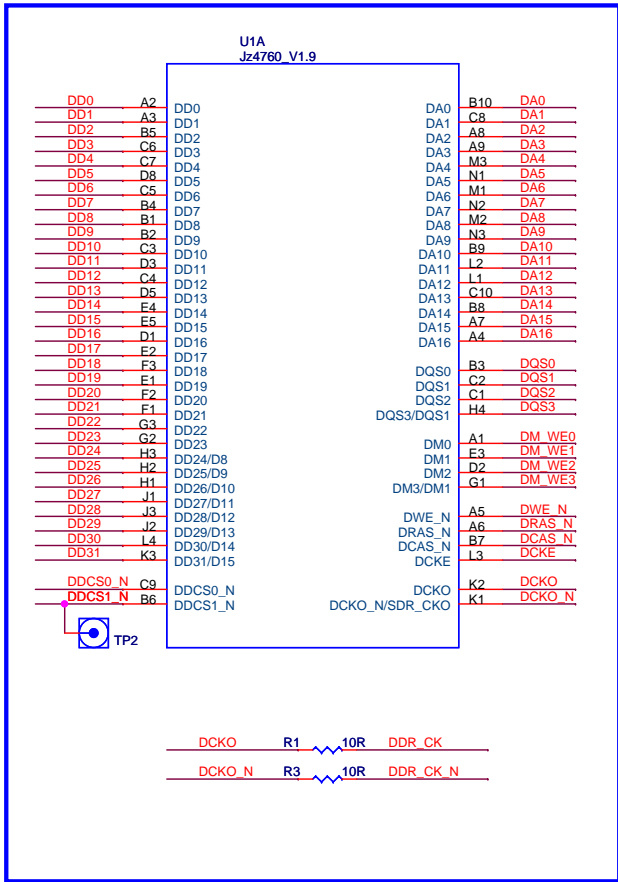 U1A
Jz4760_V1.9
DD0 A2 DD0 DA0 B10 DA0
DD1 A3 DD1 DA1 C8 DA1
DD2 B5 DD2 DA2 A8 DA2
DD3 C6 DD3 DA3 A9 DA3
DD4 C7 DD4 DA4 M3 DA4
DD5 D8 DD5 DA5 N1 DA5
DD6 C5 DD6 DA6 M1 DA6
DD7 B4 DD7 DA7 N2 DA7
DD8 B1 DD8 DA8 M2 DA8
DD9 B2 DD9 DA9 N3 DA9
DD10 C3 DD10 DA10 B9 DA10
DD11 D3 DD11 DA11 L2 DA11
DD12 C4 DD12 DA12 L1 DA12
DD13 D5 DD13 DA13 C10 DA13
DD14 E4 DD14 DA14 B8 DA14
DD15 E5 DD15 DA15 A7 DA15
DD16 D1 DD16 DA16 A4 DA16
DD17 E2 DD17
DD18 F3 DD18 DQS0 B3 DQS0
DD19 E1 DD19 DQS1 C2 DQS1
DD20 F2 DD20 DQS2 C1 DQS2
DD21 F1 DD21 DQS3/DQS1 H4 DQS3
DD22 G3 DD22
DD23 G2 DD23 DM0 A1 DM_WE0
DD24 H3 DD24/D8 DM1 E3 DM_WE1
DD25 H2 DD25/D9 DM2 D2 DM_WE2
DD26 H1 DD26/D10 DM3/DM1 G1 DM_WE3
DD27 J1 DD27/D11
DD28 J3 DD28/D12 DWE_N A5 DWE_N
DD29 J2 DD29/D13 DRAS_N A6 DRAS_N
DD30 L4 DD30/D14 DCAS_N B7 DCAS_N
DD31 K3 DD31/D15 DCKE L3 DCKE
DDCS0_N C9 DDCS0_N DCKO K2 DCKO
DDCS1_N B6 DDCS1_N DCKO_N/SDR_CKO K1 DCKO_N
TP2
DCKO R1 10R DDR_CK
DCKO_N R3 10R DDR_CK_N